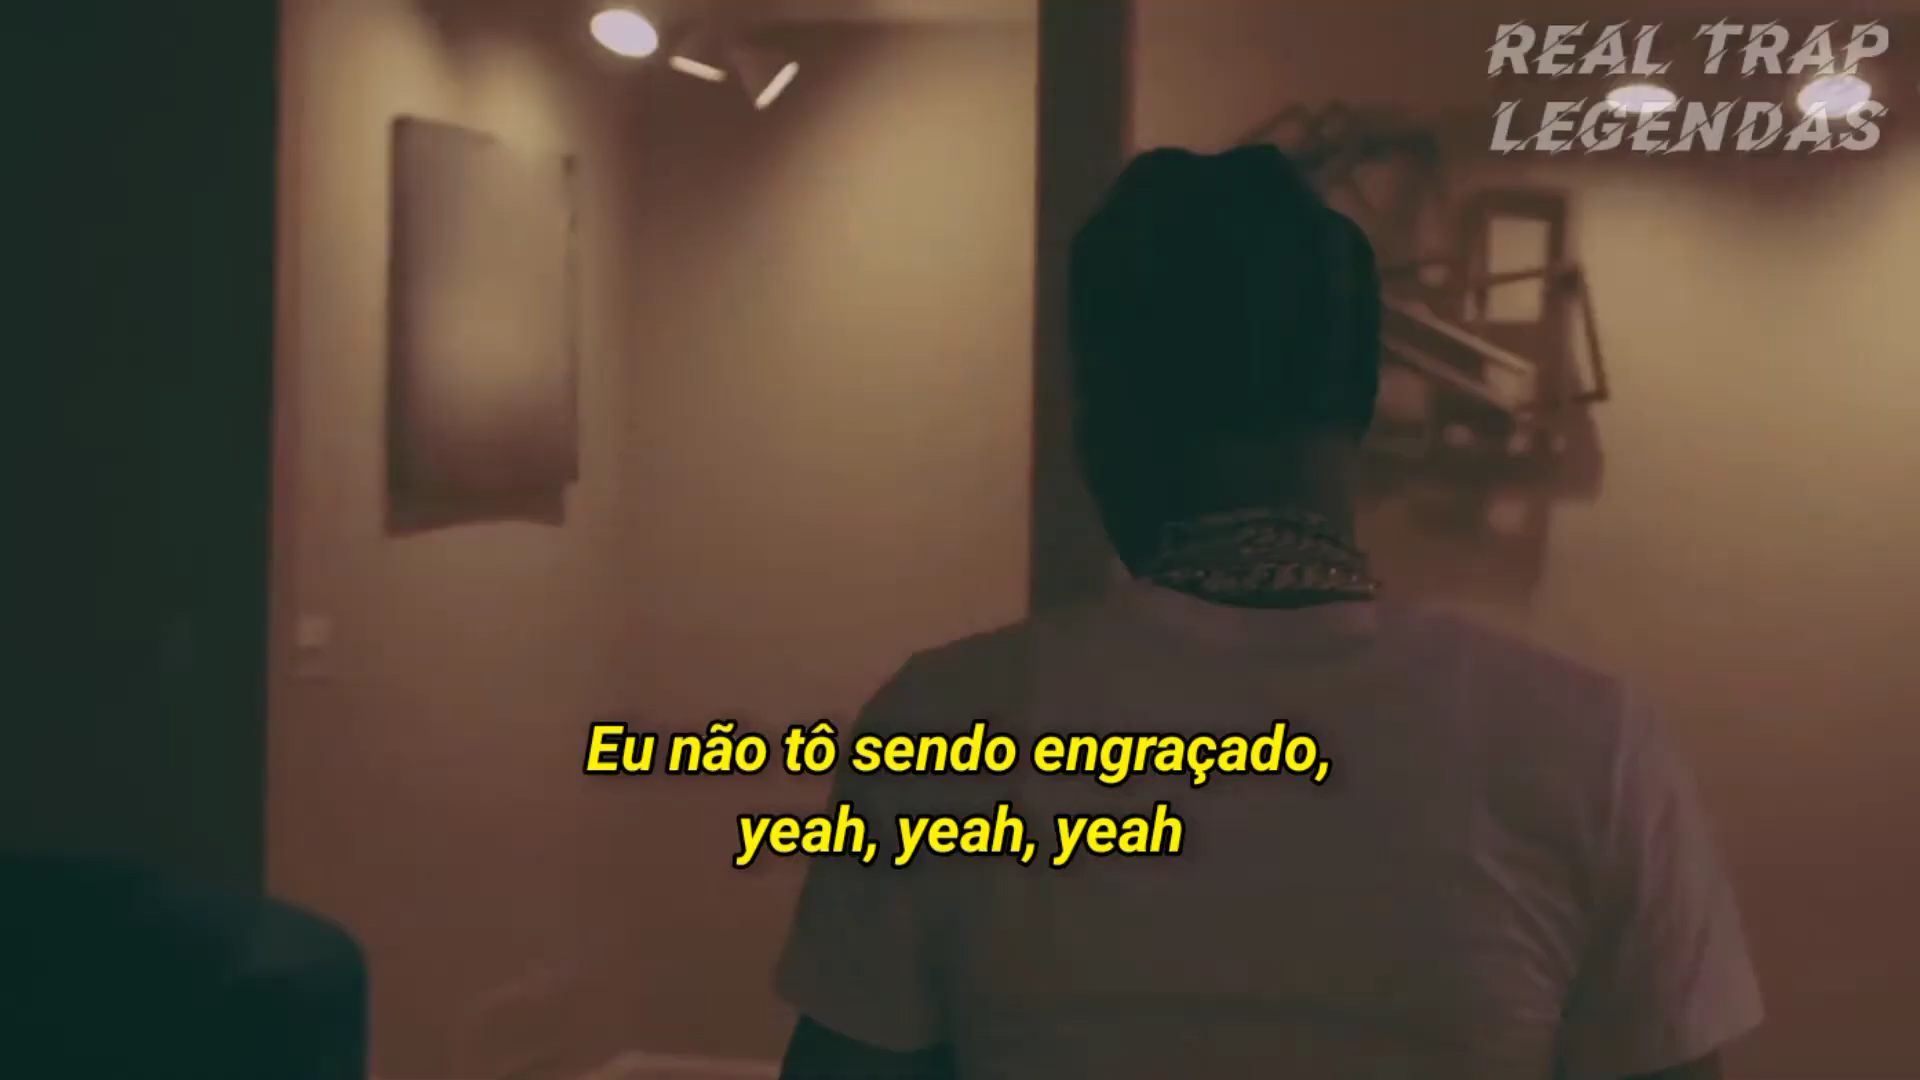 REAL TRAP
LEGENDAS
Eu não tô sendo engraçado,
yeah, yeah, yeah